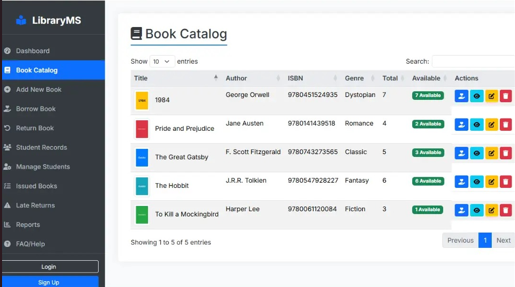 LibraryMS
Dashboard
Book Catalog
Add New Book
Borrow Book
Return Book
Student Records
Manage Students
Issued Books
Late Returns
Reports
FAQ/Help
Login
Sign Up
Book Catalog
Show 10 entries
Search:
Title Author ISBN Genre Total Available Actions
1984 George Orwell 9780451524935 Dystopian 7 7 Available
Pride and Prejudice Jane Austen 9780141439518 Romance 4 2 Available
The Great Gatsby F. Scott Fitzgerald 9780743273565 Classic 5 3 Available
The Hobbit J.R.R. Tolkien 9780547928227 Fantasy 6 6 Available
To Kill a Mockingbird Harper Lee 9780061120084 Fiction 3 1 Available
Showing 1 to 5 of 5 entries
Previous 1 Next